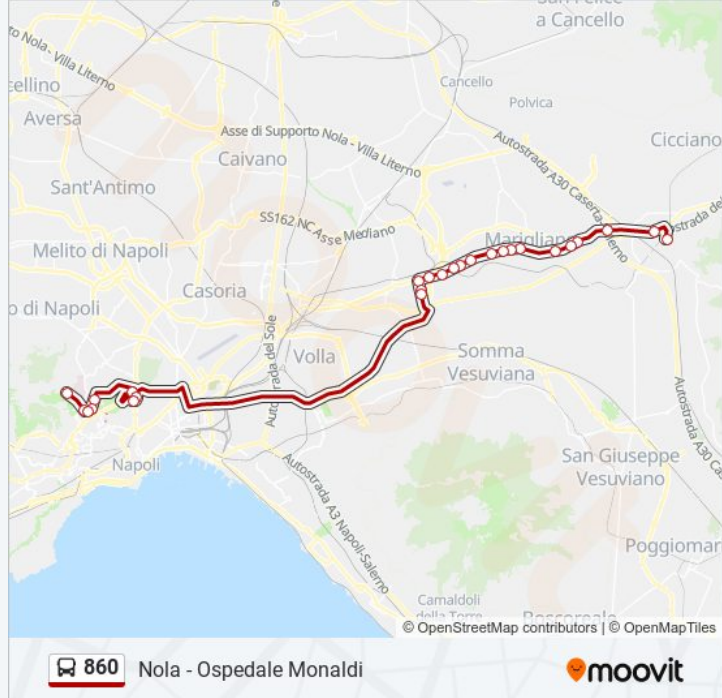 San Felice
a Cancello
Nola - Villa Literno
cellino
Aversa
Cancello
Polvica
Asse di Supporto Nola - Villa Literno
Autostrada A30 Caserta - Salerno
Cicciano
Caivano
Sant'Antimo
SS162 NC Asse Mediano
Marigliano
Melito di Napoli
Casoria
o di Napoli
Autostrada del Sole
Volla
Somma
Vesuviana
Autostrada A30
Napoli
San Giuseppe
Vesuviano
Autostrada A3 Napoli-Salerno
Poggiomar
Camaldoli
della Torre
Boscoreale
© OpenStreetMap contributors | © OpenMapTiles
860 Nola - Ospedale Monaldi
moovit